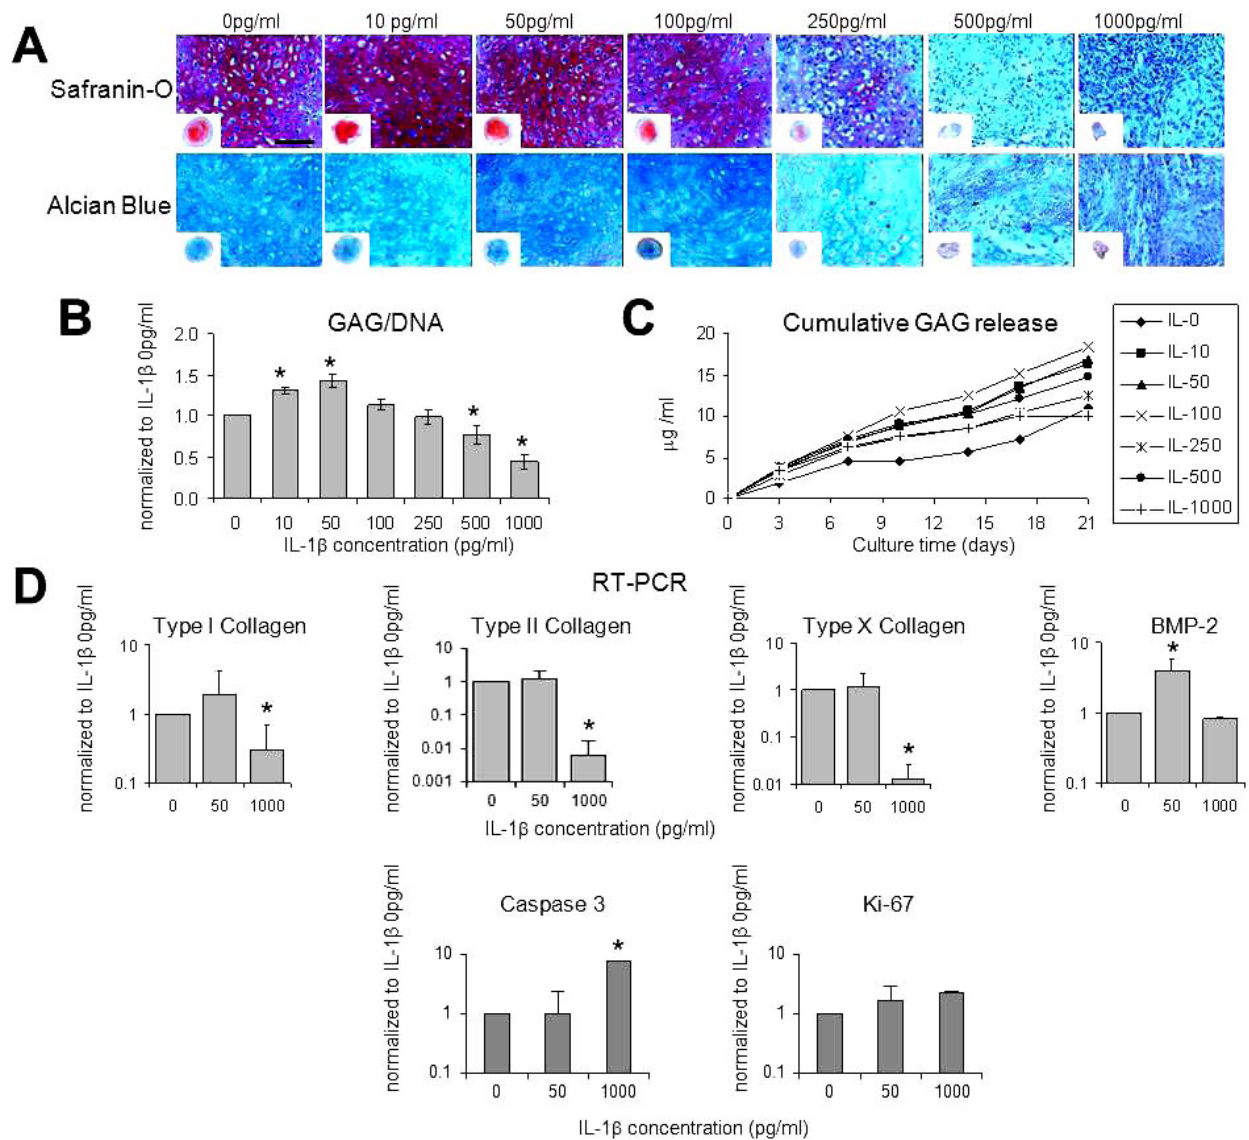 A
0pg/ml 10 pg/ml 50pg/ml 100pg/ml 250pg/ml 500pg/ml 1000pg/ml
Safranin-O
Alcian Blue
B
GAG/DNA
normalized to IL-1β 0pg/ml
2.0
1.5
1.0
0.5
0.0
* * * *
0 10 50 100 250 500 1000
IL-1β concentration (pg/ml)
C
Cumulative GAG release
μg /ml
20
15
10
5
0
0 3 6 9 12 15 18 21
Culture time (days)
IL-0
IL-10
IL-50
IL-100
IL-250
IL-500
IL-1000
D
RT-PCR
Type I Collagen
normalized to IL-1β 0pg/ml
10
1
0.1
*
0 50 1000
Type II Collagen
normalized to IL-1β 0pg/ml
10
1
0.1
0.01
0.001
*
0 50 1000
IL-1β concentration (pg/ml)
Type X Collagen
normalized to IL-1β 0pg/ml
10
1
0.1
0.01
*
0 50 1000
BMP-2
normalized to IL-1β 0pg/ml
10
1
0.1
*
0 50 1000
Caspase 3
normalized to IL-1β 0pg/ml
10
1
0.1
*
0 50 1000
Ki-67
normalized to IL-1β 0pg/ml
10
1
0.1
0 50 1000
IL-1β concentration (pg/ml)